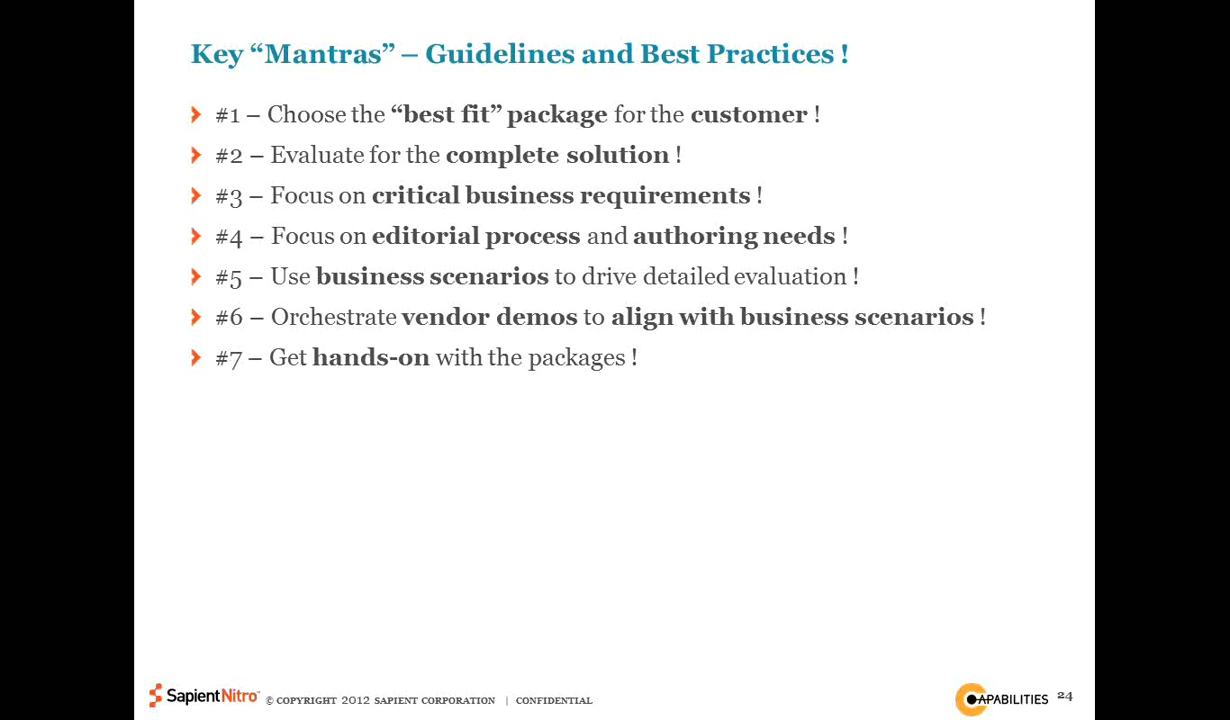 Key “Mantras” – Guidelines and Best Practices !
#1 – Choose the “best fit” package for the customer !
#2 – Evaluate for the complete solution !
#3 – Focus on critical business requirements !
#4 – Focus on editorial process and authoring needs !
#5 – Use business scenarios to drive detailed evaluation !
#6 – Orchestrate vendor demos to align with business scenarios !
#7 – Get hands-on with the packages !
SapientNitro™ © COPYRIGHT 2012 SAPIENT CORPORATION | CONFIDENTIAL CAPABILITIES 24